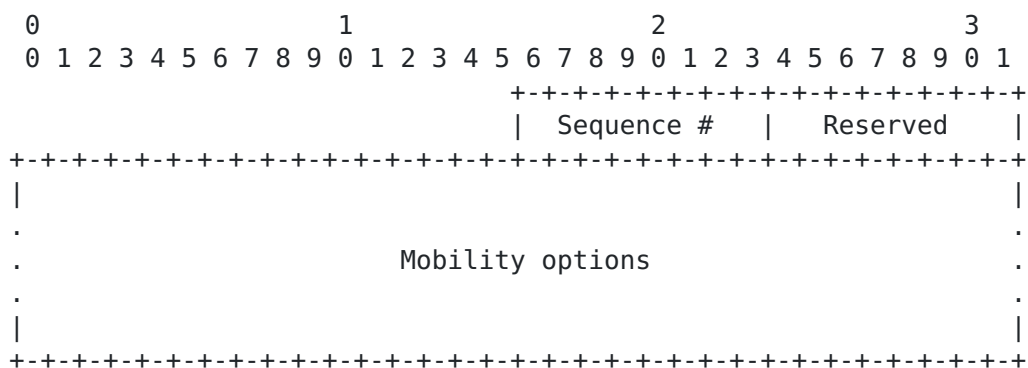 0                   1                   2                   3
 0 1 2 3 4 5 6 7 8 9 0 1 2 3 4 5 6 7 8 9 0 1 2 3 4 5 6 7 8 9 0 1
                                +-+-+-+-+-+-+-+-+-+-+-+-+-+-+-+-+
                                |  Sequence #   |   Reserved    |
+-+-+-+-+-+-+-+-+-+-+-+-+-+-+-+-+-+-+-+-+-+-+-+-+-+-+-+-+-+-+-+-+
|                                                               |
.                                                               .
.                        Mobility options                       .
.                                                               .
|                                                               |
+-+-+-+-+-+-+-+-+-+-+-+-+-+-+-+-+-+-+-+-+-+-+-+-+-+-+-+-+-+-+-+-+